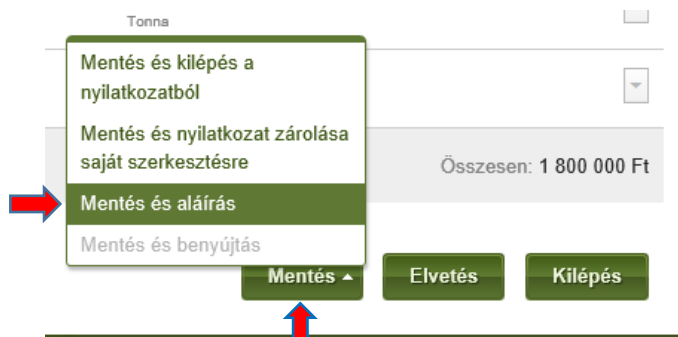 Tonna
Mentés és kilépés a
nyilatkozatból
Mentés és nyilatkozat zárolása
saját szerkesztésre
Összesen: 1 800 000 Ft
Mentés és aláírás
Mentés és benyújtás
Mentés
Elvetés
Kilépés